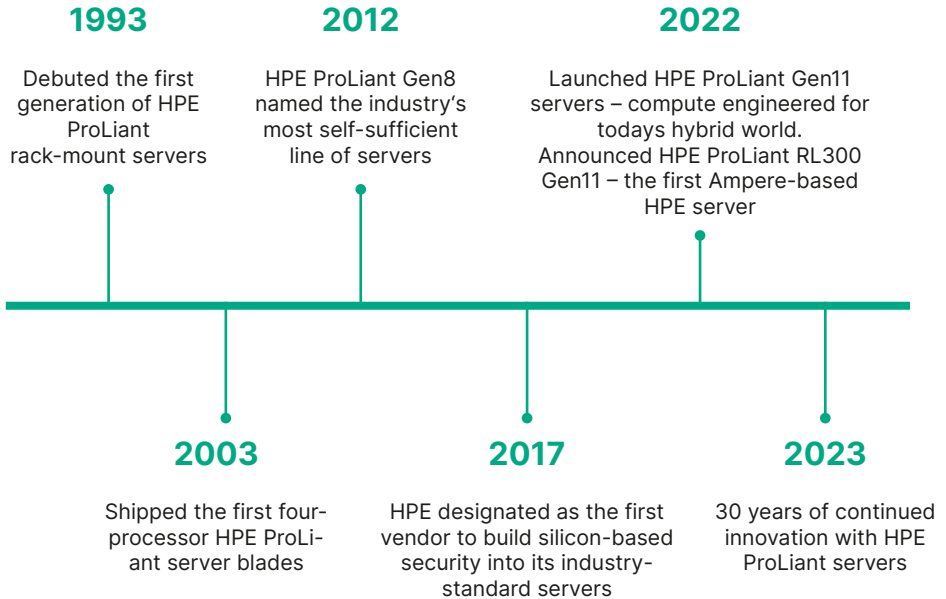 1993
Debuted the first
generation of HPE
ProLiant
rack-mount servers
2012
HPE ProLiant Gen8
named the industry‘s
most self-sufficient
line of servers
2022
Launched HPE ProLiant Gen11
servers – compute engineered for
todays hybrid world.
Announced HPE ProLiant RL300
Gen11 – the first Ampere-based
HPE server
2003
Shipped the first four-
processor HPE ProLi-
ant server blades
2017
HPE designated as the first
vendor to build silicon-based
security into its industry-
standard servers
2023
30 years of continued
innovation with HPE
ProLiant servers